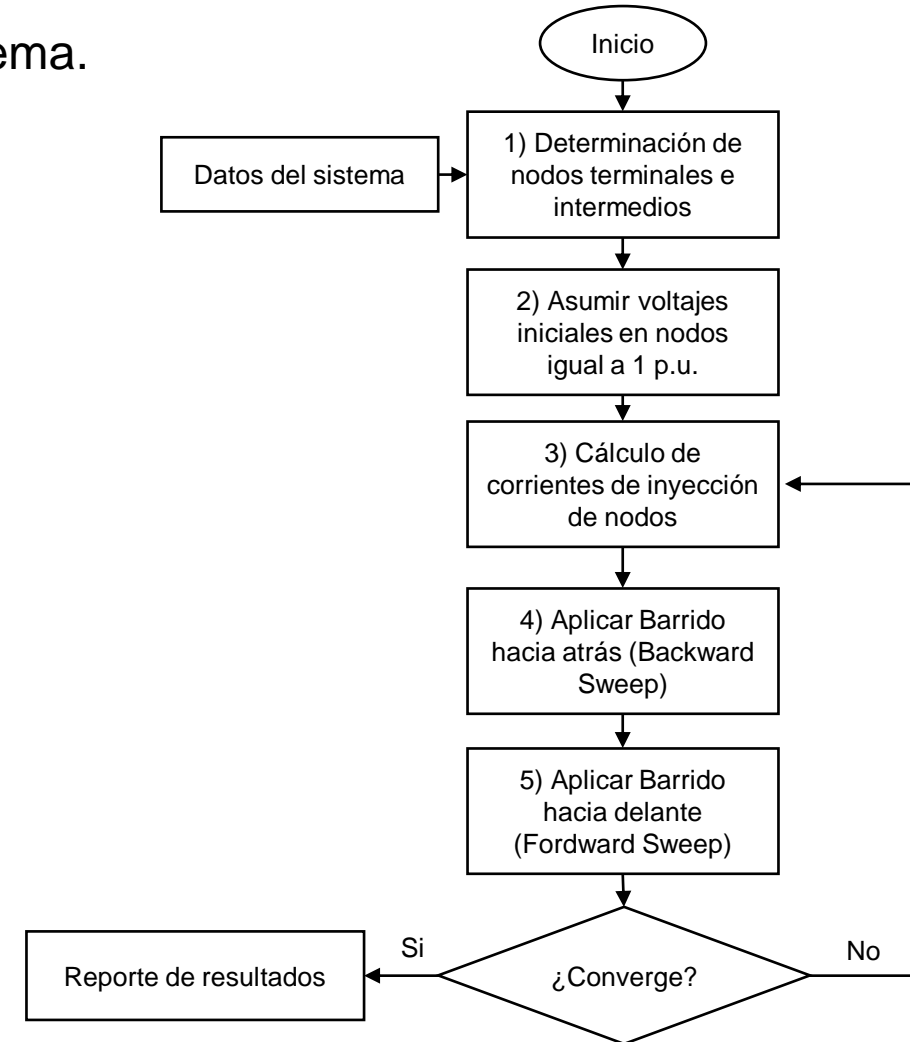 ema.
Inicio
Datos del sistema
1) Determinación de
nodos terminales e
intermedios
2) Asumir voltajes
iniciales en nodos
igual a 1 p.u.
3) Cálculo de
corrientes de inyección
de nodos
4) Aplicar Barrido
hacia atrás (Backward
Sweep)
5) Aplicar Barrido
hacia delante
(Fordward Sweep)
¿Converge?
Si
No
Reporte de resultados